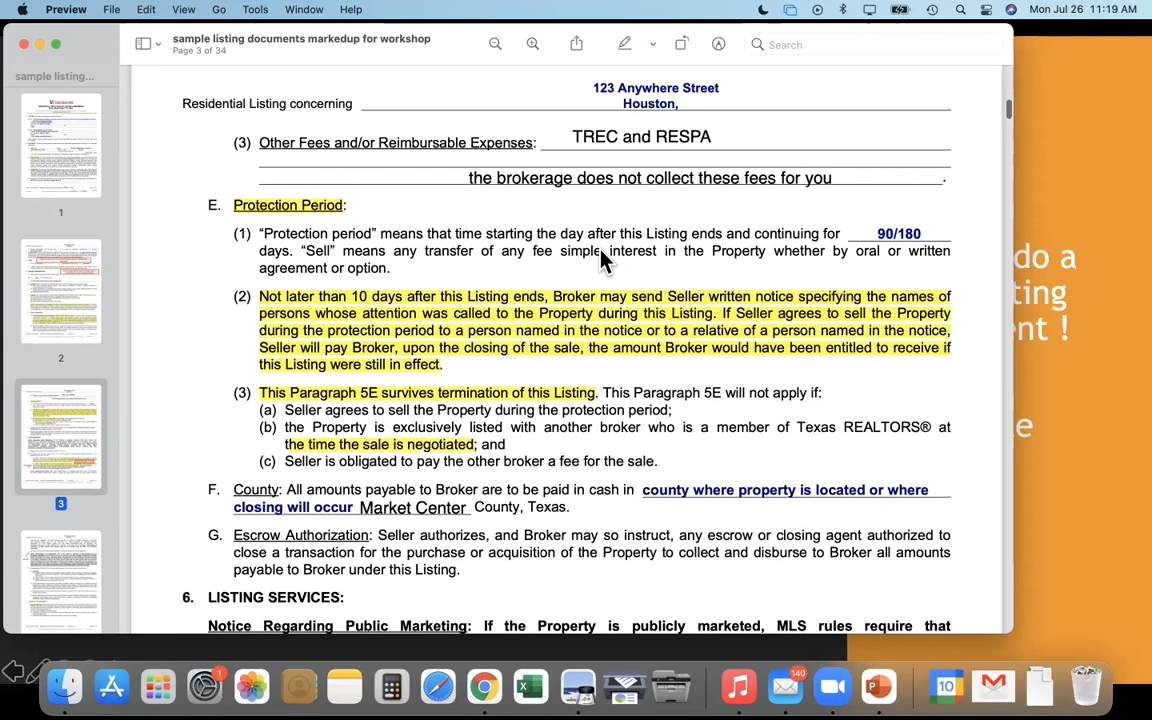 Preview File Edit View Go Tools Window Help Mon Jul 26 11:19 AM
sample listing documents markedup for workshop
Page 3 of 34
Search
sample listing...
1
2
3
123 Anywhere Street
Residential Listing concerning Houston,
(3) Other Fees and/or Reimbursable Expenses: TREC and RESPA
the brokerage does not collect these fees for you .
E. Protection Period:
(1) “Protection period” means that time starting the day after this Listing ends and continuing for 90/180
days. “Sell” means any transfer of any fee simple interest in the Property whether by oral or written
agreement or option.
(2) Not later than 10 days after this Listing ends, Broker may send Seller written notice specifying the names of
persons whose attention was called to the Property during this Listing. If Seller agrees to sell the Property
during the protection period to a person named in the notice or to a relative of a person named in the notice,
Seller will pay Broker, upon the closing of the sale, the amount Broker would have been entitled to receive if
this Listing were still in effect.
(3) This Paragraph 5E survives termination of this Listing. This Paragraph 5E will not apply if:
(a) Seller agrees to sell the Property during the protection period;
(b) the Property is exclusively listed with another broker who is a member of Texas REALTORS® at
the time the sale is negotiated; and
(c) Seller is obligated to pay the other broker a fee for the sale.
F. County: All amounts payable to Broker are to be paid in cash in county where property is located or where
closing will occur Market Center County, Texas.
G. Escrow Authorization: Seller authorizes, and Broker may so instruct, any escrow or closing agent authorized to
close a transaction for the purchase or acquisition of the Property to collect and disburse to Broker all amounts
payable to Broker under this Listing.
6. LISTING SERVICES:
Notice Regarding Public Marketing: If the Property is publicly marketed, MLS rules require that
do a
ting
nt !
e
1
140
10